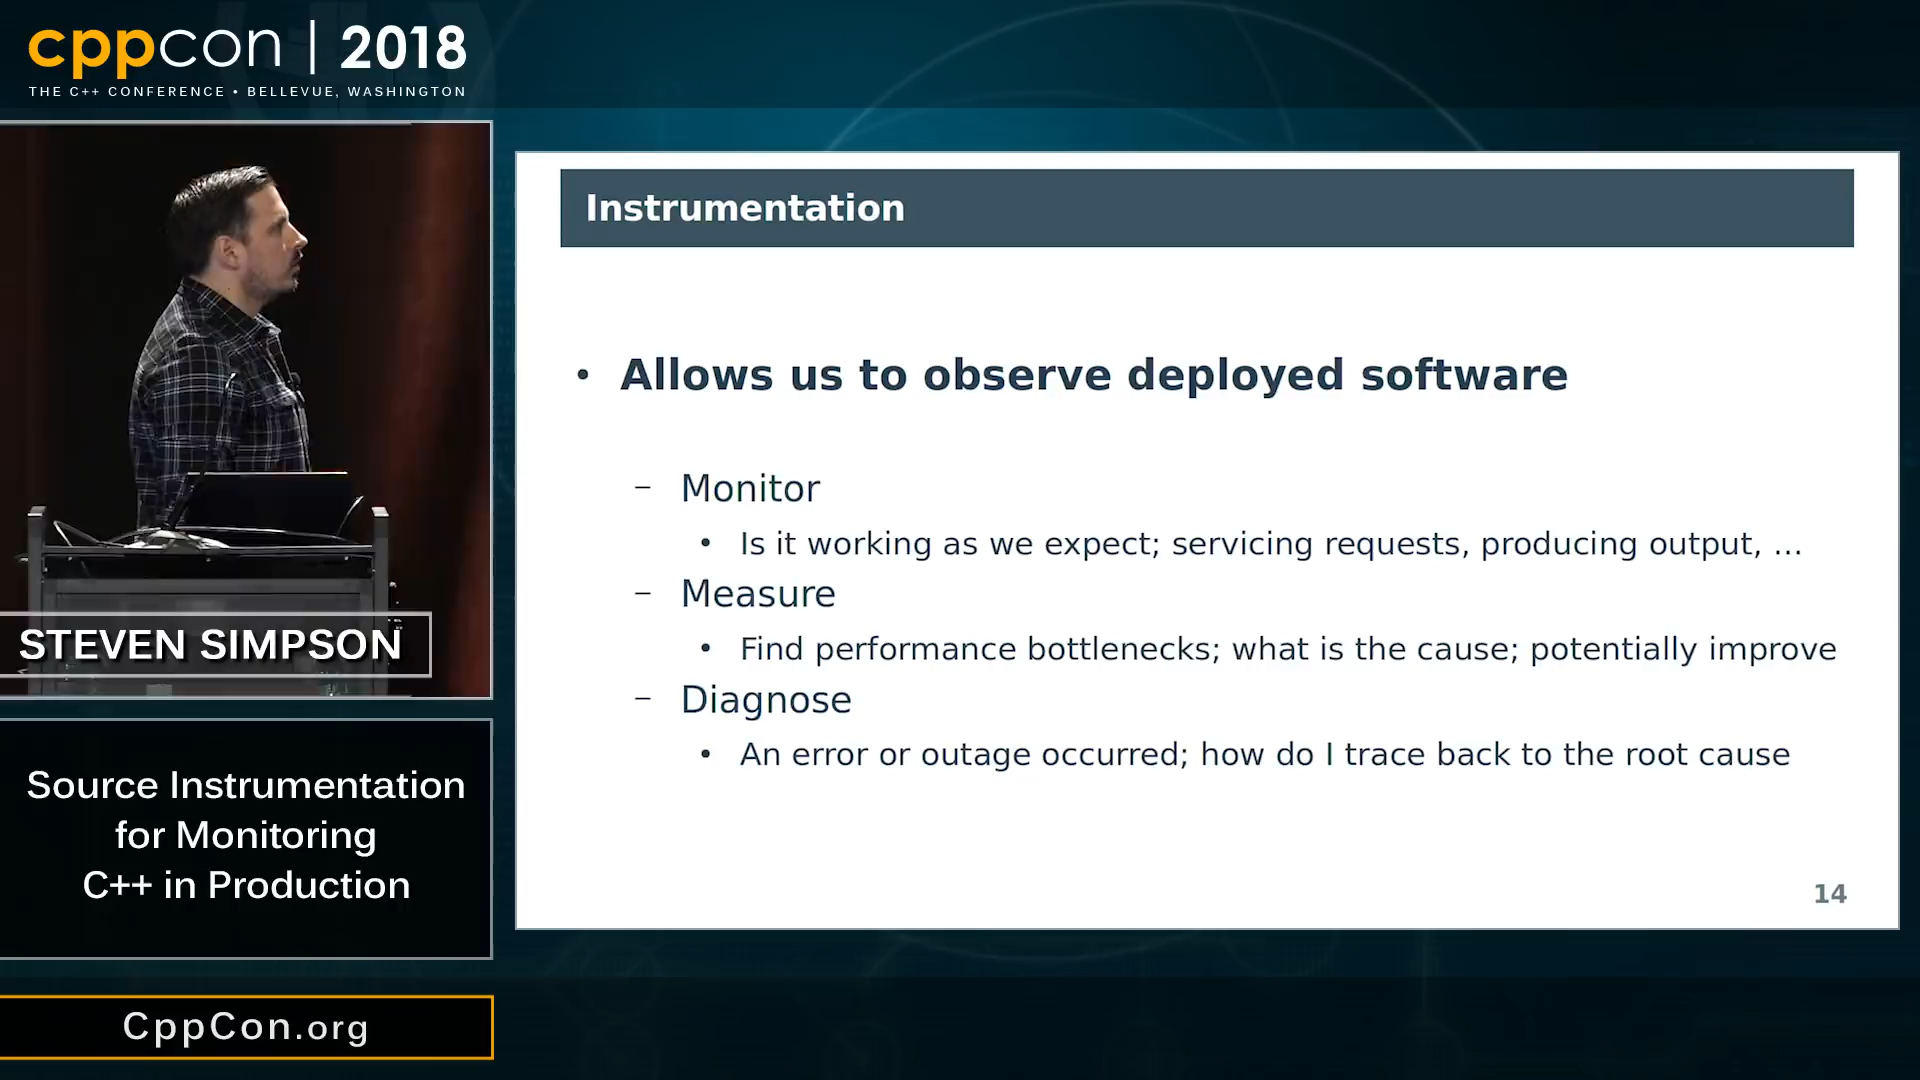 cppcon | 2018
THE C++ CONFERENCE • BELLEVUE, WASHINGTON
STEVEN SIMPSON
Source Instrumentation
for Monitoring
C++ in Production
CppCon.org
Instrumentation
• Allows us to observe deployed software
– Monitor
• Is it working as we expect; servicing requests, producing output, ...
– Measure
• Find performance bottlenecks; what is the cause; potentially improve
– Diagnose
• An error or outage occurred; how do I trace back to the root cause
14